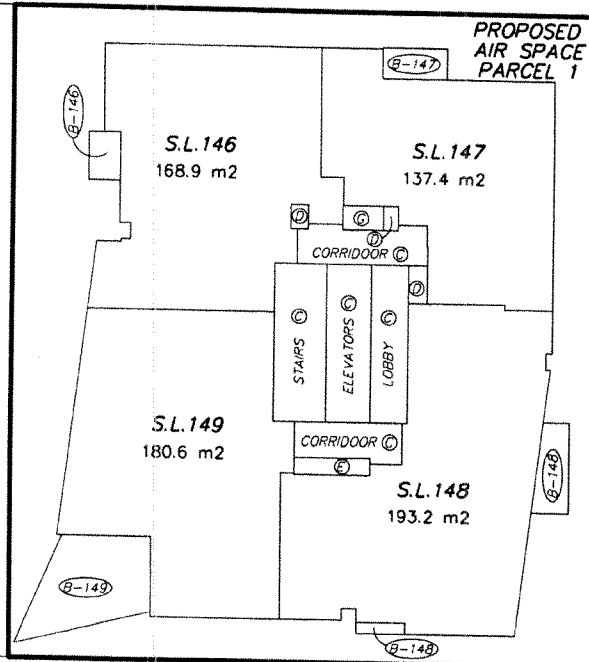 PROPOSED
AIR SPACE
PARCEL 1
B-147
B-146
S.L.146
168.9 m2
S.L.147
137.4 m2
D
G
D
CORRIDOOR C
D
STAIRS C
ELEVATORS C
LOBBY C
S.L.149
180.6 m2
CORRIDOOR C
E
S.L.148
193.2 m2
B-148
B-149
B-148